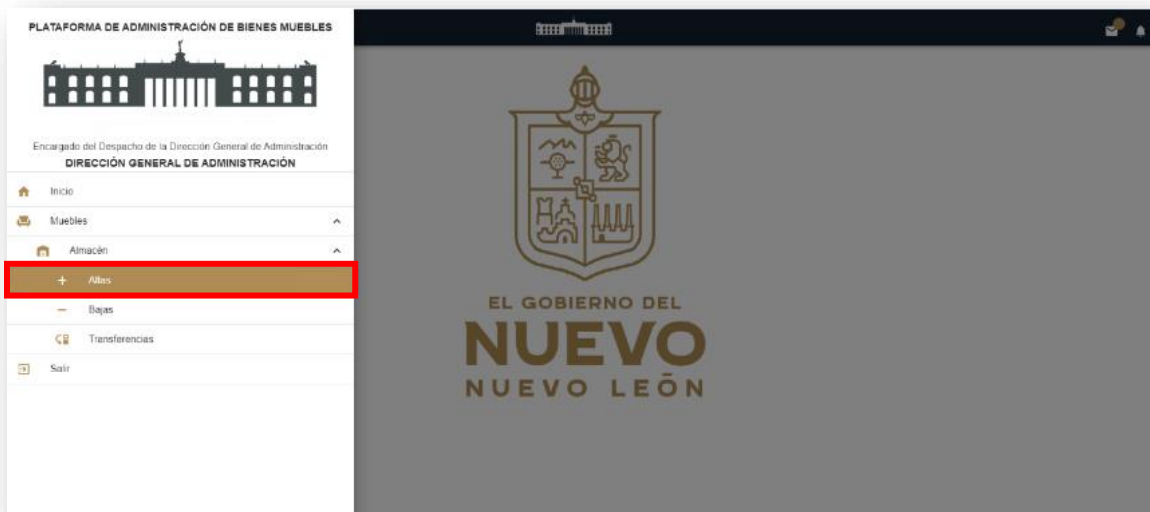 PLATAFORMA DE ADMINISTRACIÓN DE BIENES MUEBLES
Encargado del Despacho de la Dirección General de Administración
DIRECCIÓN GENERAL DE ADMINISTRACIÓN
Inicio
Muebles
Almacén
Altas
Bajas
Transferencias
Salir
EL GOBIERNO DEL
NUEVO
NUEVO LEÓN